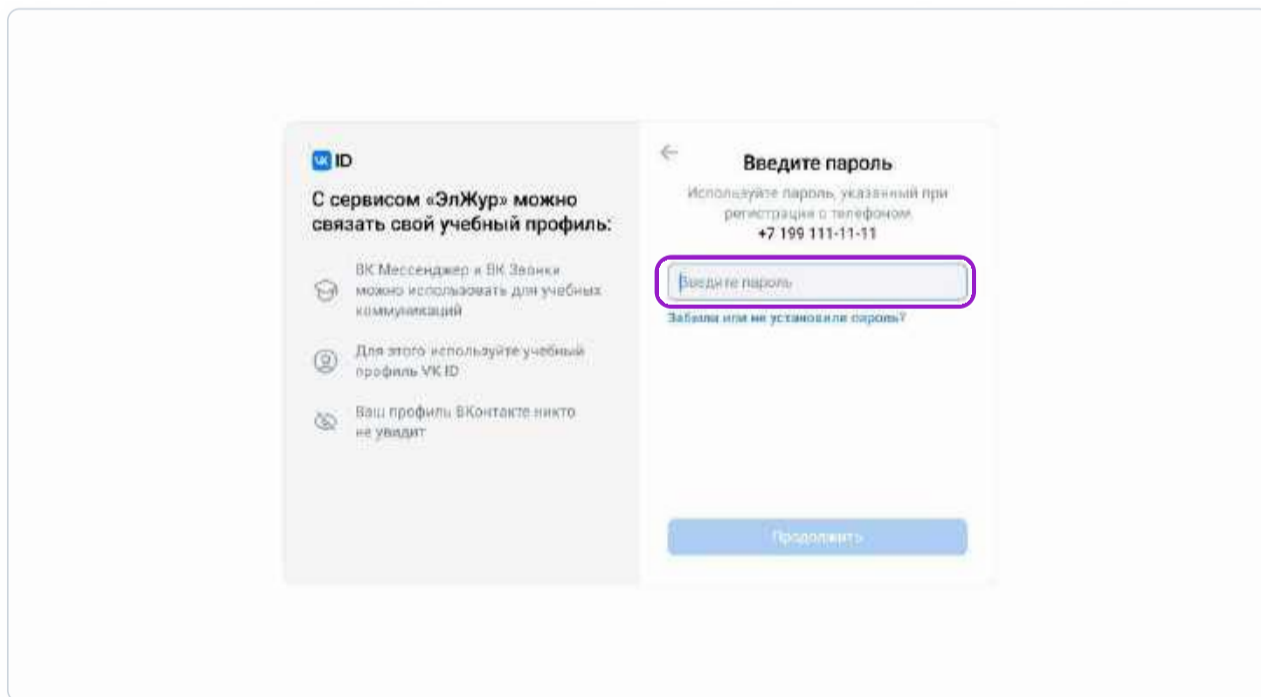 VK ID
С сервисом «ЭлЖур» можно
связать свой учебный профиль:
ВК Мессенджер и ВК Звонки
можно использовать для учебных
коммуникаций
Для этого используйте учебный
профиль VK ID
Ваш профиль ВКонтакте никто
не увидит
Введите пароль
Используйте пароль, указанный при
регистрации с телефоном
+7 199 111-11-11
Введите пароль
Забыли или не установили пароль?
Продолжить